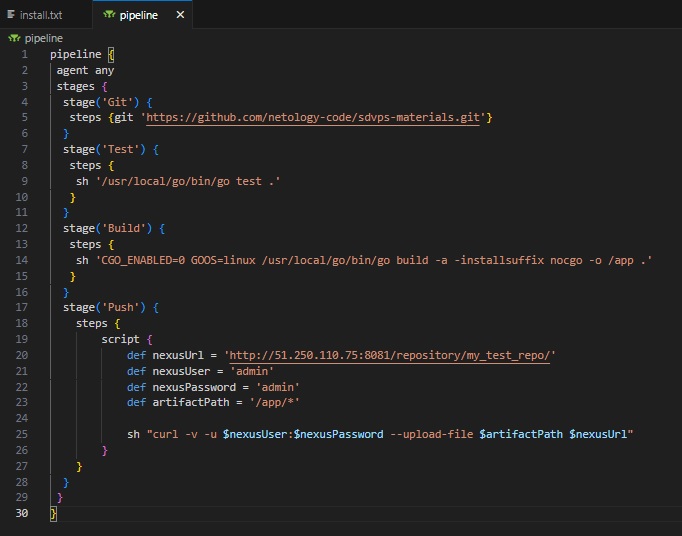 install.txt
pipeline
pipeline
1 pipeline {
2 agent any
3 stages {
4 stage('Git') {
5 steps {git 'https://github.com/netology-code/sdvps-materials.git'}
6 }
7 stage('Test') {
8 steps {
9 sh '/usr/local/go/bin/go test .'
10 }
11 }
12 stage('Build') {
13 steps {
14 sh 'CGO_ENABLED=0 GOOS=linux /usr/local/go/bin/go build -a -installsuffix nocgo -o /app .'
15 }
16 }
17 stage('Push') {
18 steps {
19 script {
20 def nexusUrl = 'http://51.250.110.75:8081/repository/my_test_repo/'
21 def nexusUser = 'admin'
22 def nexusPassword = 'admin'
23 def artifactPath = '/app/*'
24
25 sh "curl -v -u $nexusUser:$nexusPassword --upload-file $artifactPath $nexusUrl"
26 }
27 }
28 }
29 }
30 }